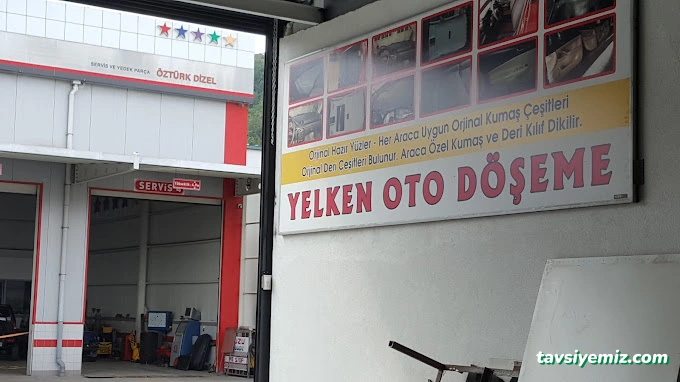 SERVİS VE YEDEK PARÇA ÖZTÜRK DİZEL
SERVİS 4
Orjinal Hazır Yüzler - Her Araca Uygun Orjinal Kumaş Çeşitleri
Orjinal Deri Çeşitleri Bulunur. Araca Özel Kumaş ve Deri Kılıf Dikilir.
YELKEN OTO DÖŞEME
tavsiyemiz.com